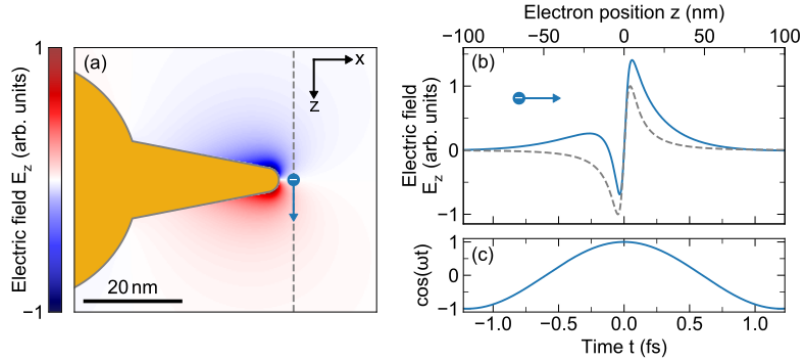 1
Electric field E_z (arb. units)
−1
(a)
x
z
20 nm
Electron position z (nm)
−100 −50 0 50 100
(b)
Electric field
E_z (arb. units)
1
0
−1
(c)
cos(ωt)
1
0
−1
−1.0 −0.5 0.0 0.5 1.0
Time t (fs)